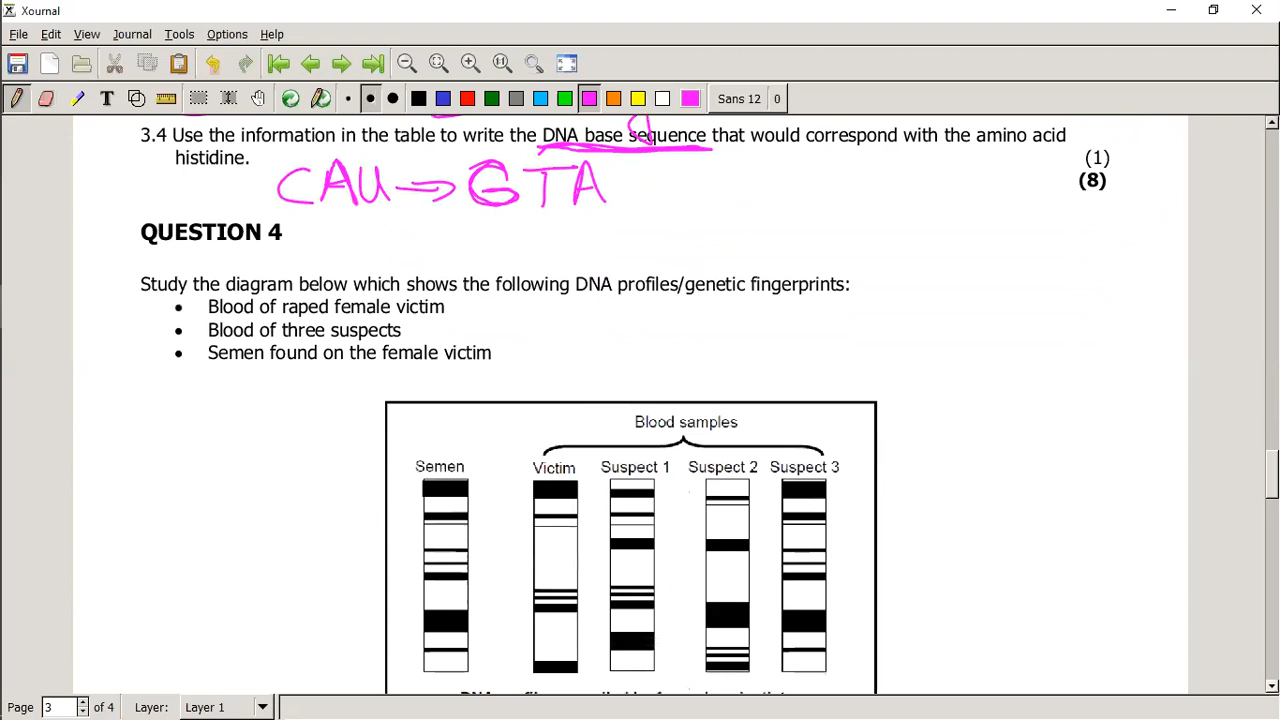 Xournal
File Edit View Journal Tools Options Help
Sans 12 0
3.4 Use the information in the table to write the DNA base sequence that would correspond with the amino acid
histidine. (1)
CAU → GTA (8)
QUESTION 4
Study the diagram below which shows the following DNA profiles/genetic fingerprints:
• Blood of raped female victim
• Blood of three suspects
• Semen found on the female victim
Blood samples
Semen Victim Suspect 1 Suspect 2 Suspect 3
Page 3 of 4 Layer: Layer 1